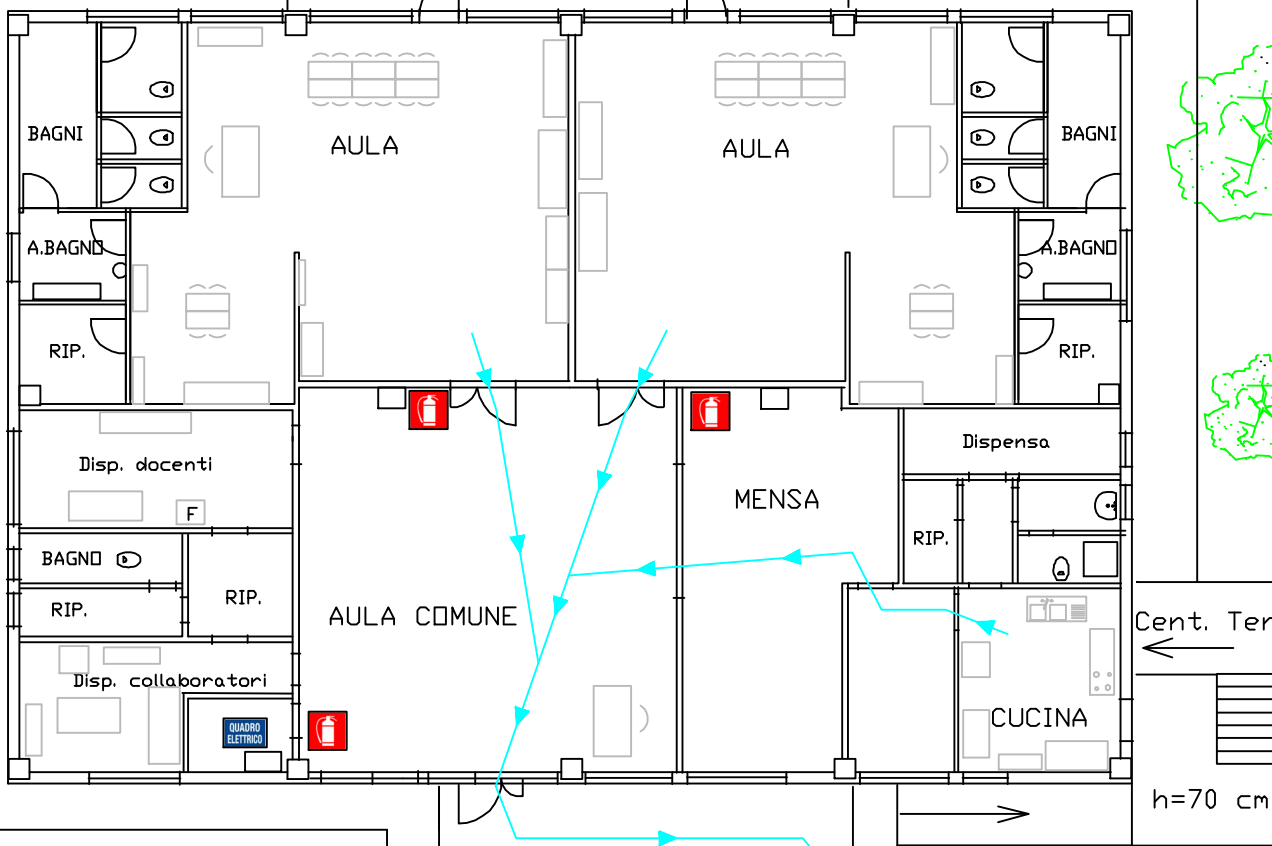 BAGNI
AULA
AULA
BAGNI
A.BAGNO
A.BAGNO
RIP.
RIP.
Disp. docenti
F
Dispensa
MENSA
RIP.
BAGNO
RIP.
RIP.
AULA COMUNE
Cent. Ter
Disp. collaboratori
QUADRO
ELETTRICO
CUCINA
h=70 cm